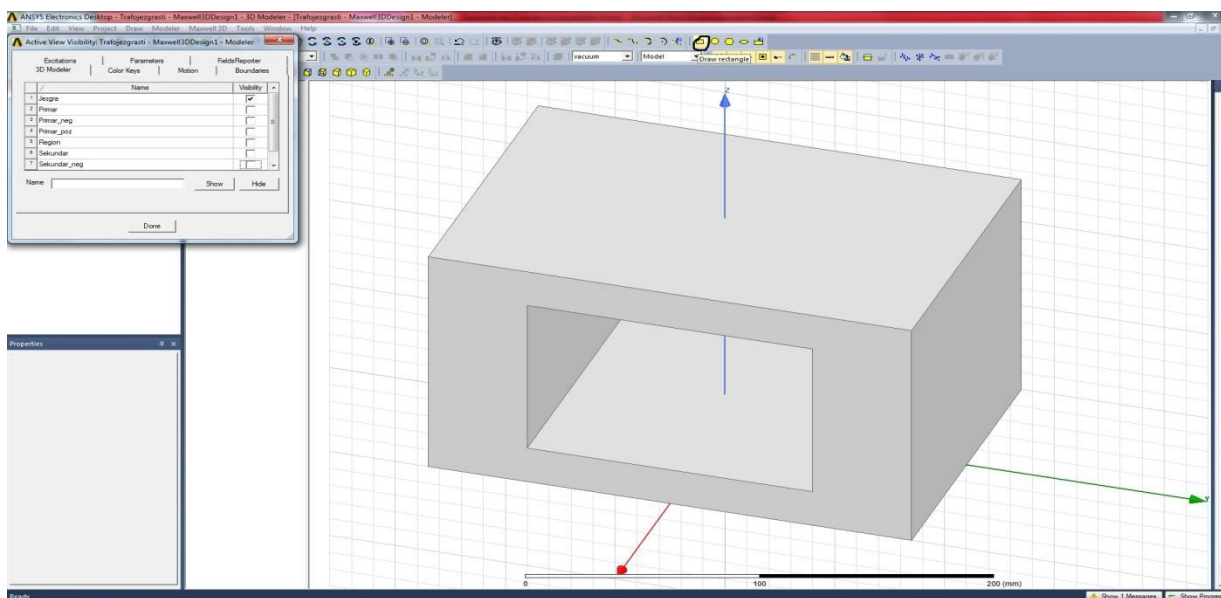 ANSYS Electronics Desktop - Trafojezgrasti - Maxwell3DDesign1 - 3D Modeler - [Trafojezgrasti - Maxwell3DDesign1 - Modeler]
File Edit View Project Draw Modeler Maxwell 3D Tools Window Help
Active View Visibility: Trafojezgrasti - Maxwell3DDesign1 - Modeler
Excitations Parameters FieldsReporter
3D Modeler Color Keys Motion Boundaries
/ Name Visibility
1 Jezgra
2 Primar
3 Primar_neg
4 Primar_poz
5 Region
6 Sekundar
7 Sekundar_neg
Name Show Hide
Done
vacuum Model
Draw rectangle
Properties
Z
Y
0 100 200 (mm)
Ready
Show 1 Messages Show Progress